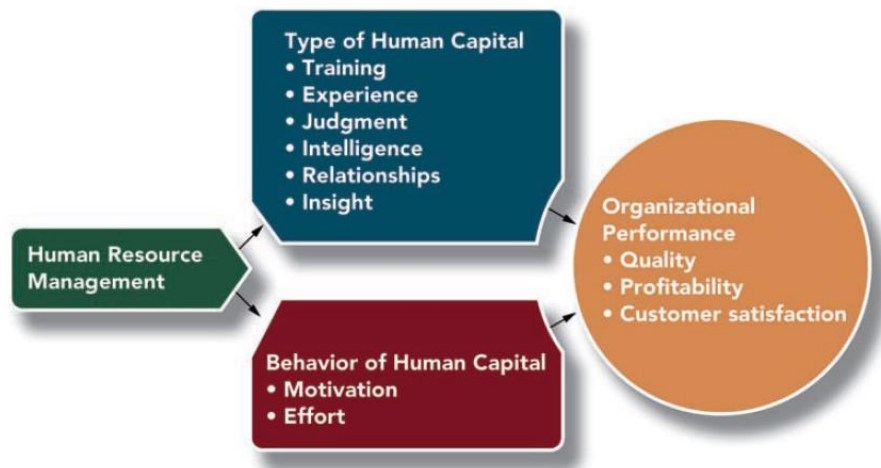 Type of Human Capital
• Training
• Experience
• Judgment
• Intelligence
• Relationships
• Insight
Human Resource
Management
Behavior of Human Capital
• Motivation
• Effort
Organizational
Performance
• Quality
• Profitability
• Customer satisfaction